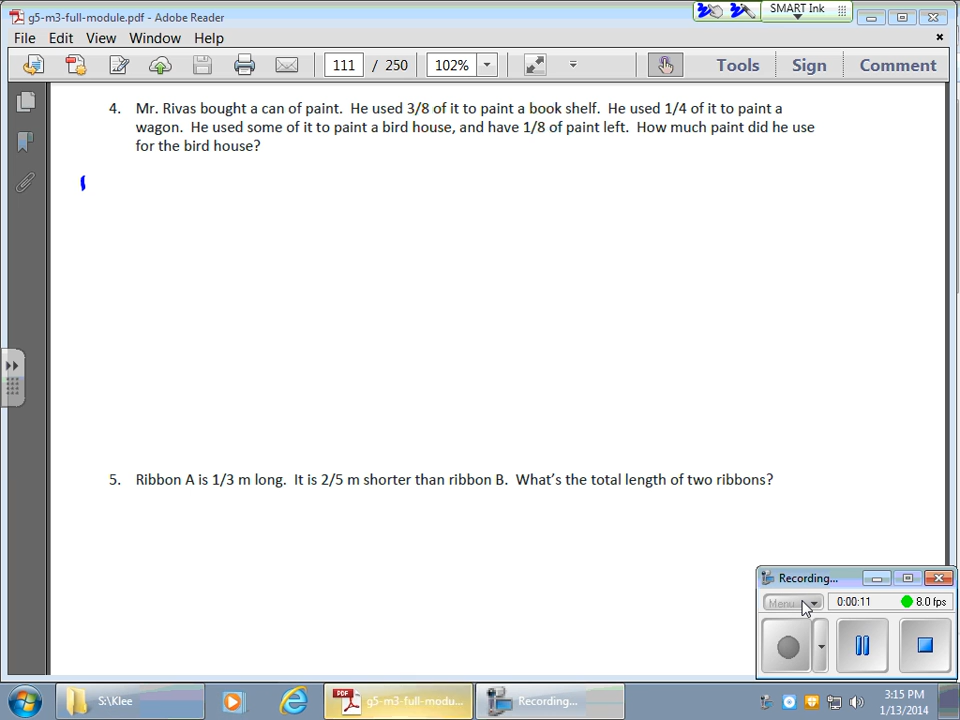 g5-m3-full-module.pdf - Adobe Reader
SMART Ink
File Edit View Window Help
111 / 250 102% Tools Sign Comment
4. Mr. Rivas bought a can of paint. He used 3/8 of it to paint a book shelf. He used 1/4 of it to paint a
wagon. He used some of it to paint a bird house, and have 1/8 of paint left. How much paint did he use
for the bird house?
5. Ribbon A is 1/3 m long. It is 2/5 m shorter than ribbon B. What's the total length of two ribbons?
Recording...
Menu 0:00:11 8.0 fps
S:\Klee
PDF
g5-m3-full-modu...
Recording...
3:15 PM
1/13/2014